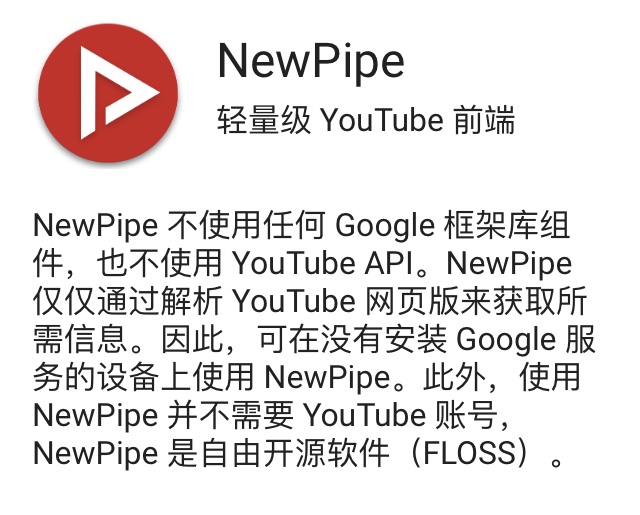 NewPipe
轻量级 YouTube 前端
NewPipe 不使用任何 Google 框架库组
件，也不使用 YouTube API。NewPipe
仅仅通过解析 YouTube 网页版来获取所
需信息。因此，可在没有安装 Google 服
务的设备上使用 NewPipe。此外，使用
NewPipe 并不需要 YouTube 账号，
NewPipe 是自由开源软件（FLOSS）。